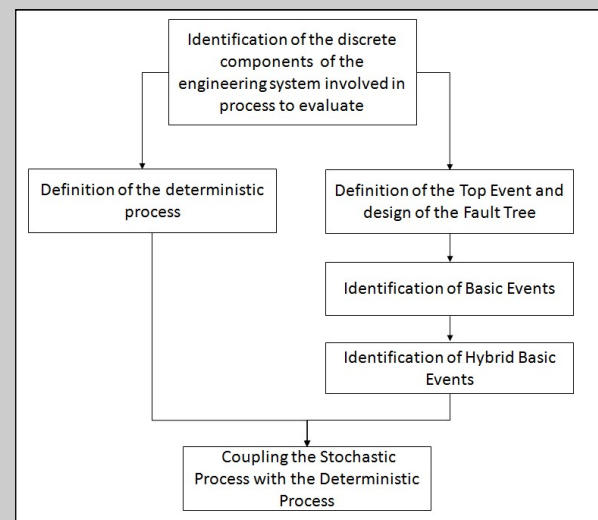 Identification of the discrete
components of the
engineering system involved in
process to evaluate
Definition of the deterministic
process
Definition of the Top Event and
design of the Fault Tree
Identification of Basic Events
Identification of Hybrid Basic
Events
Coupling the Stochastic
Process with the Deterministic
Process